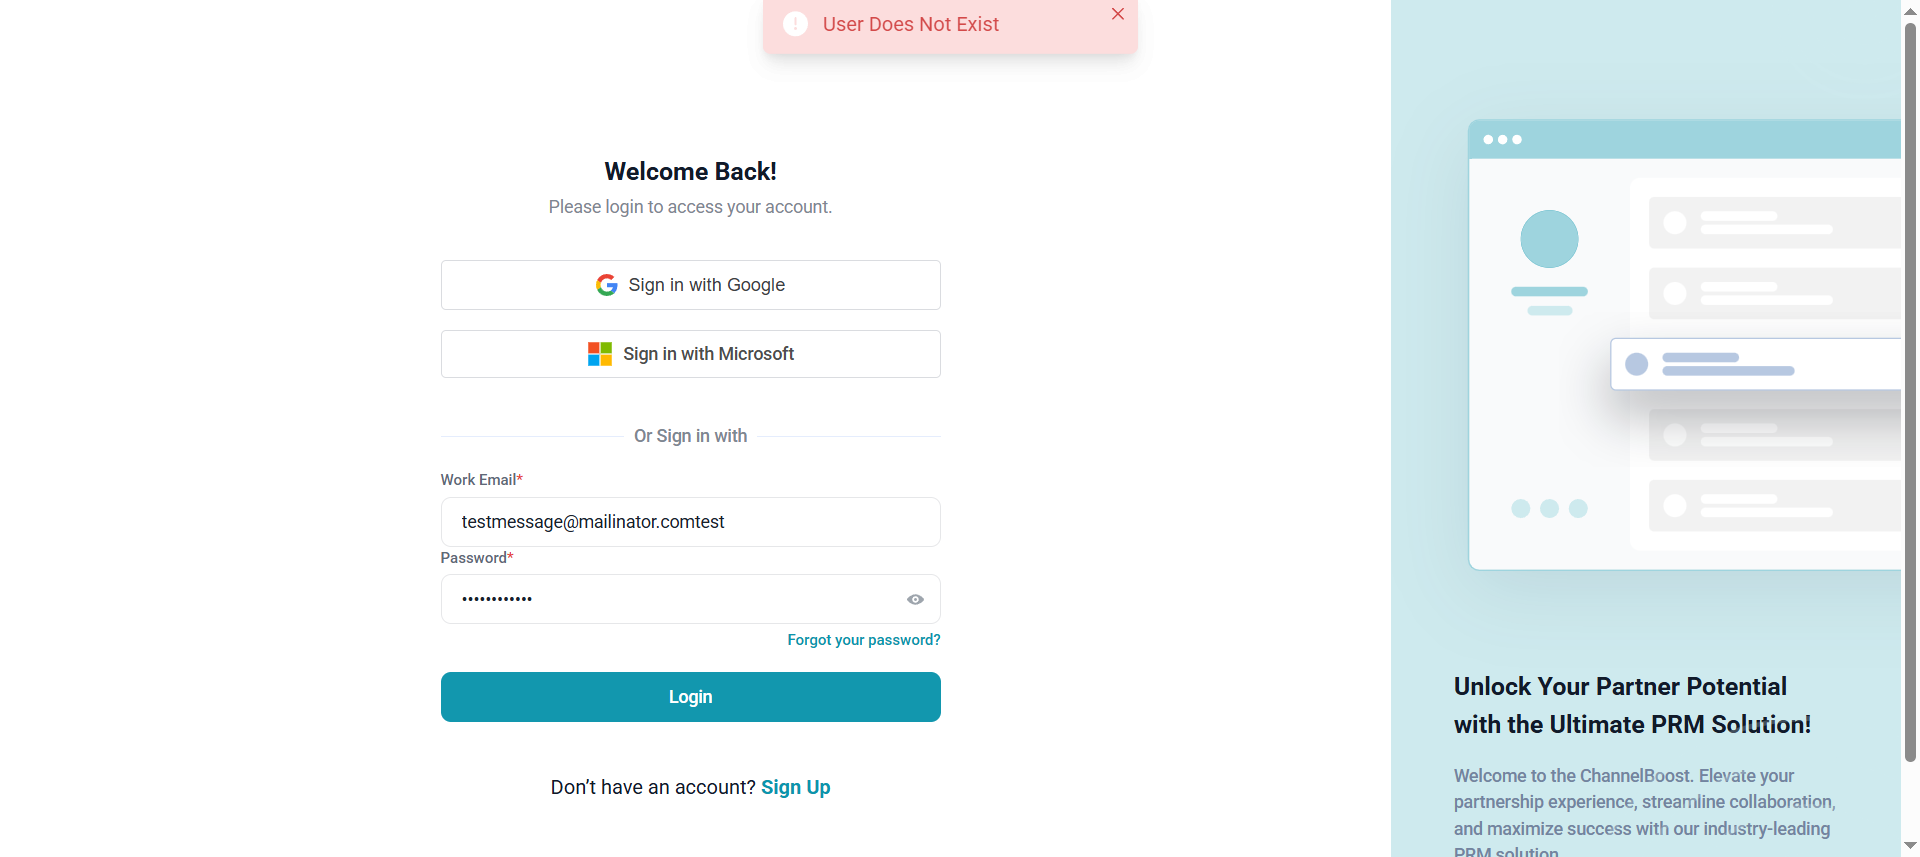 User Does Not Exist
Welcome Back!
Please login to access your account.
Sign in with Google
Sign in with Microsoft
Or Sign in with
Work Email*
testmessage@mailinator.comtest
Password*
••••••••••••
Forgot your password?
Login
Don’t have an account? Sign Up
Unlock Your Partner Potential
with the Ultimate PRM Solution!
Welcome to the ChannelBoost. Elevate your
partnership experience, streamline collaboration,
and maximize success with our industry-leading
PRM solution